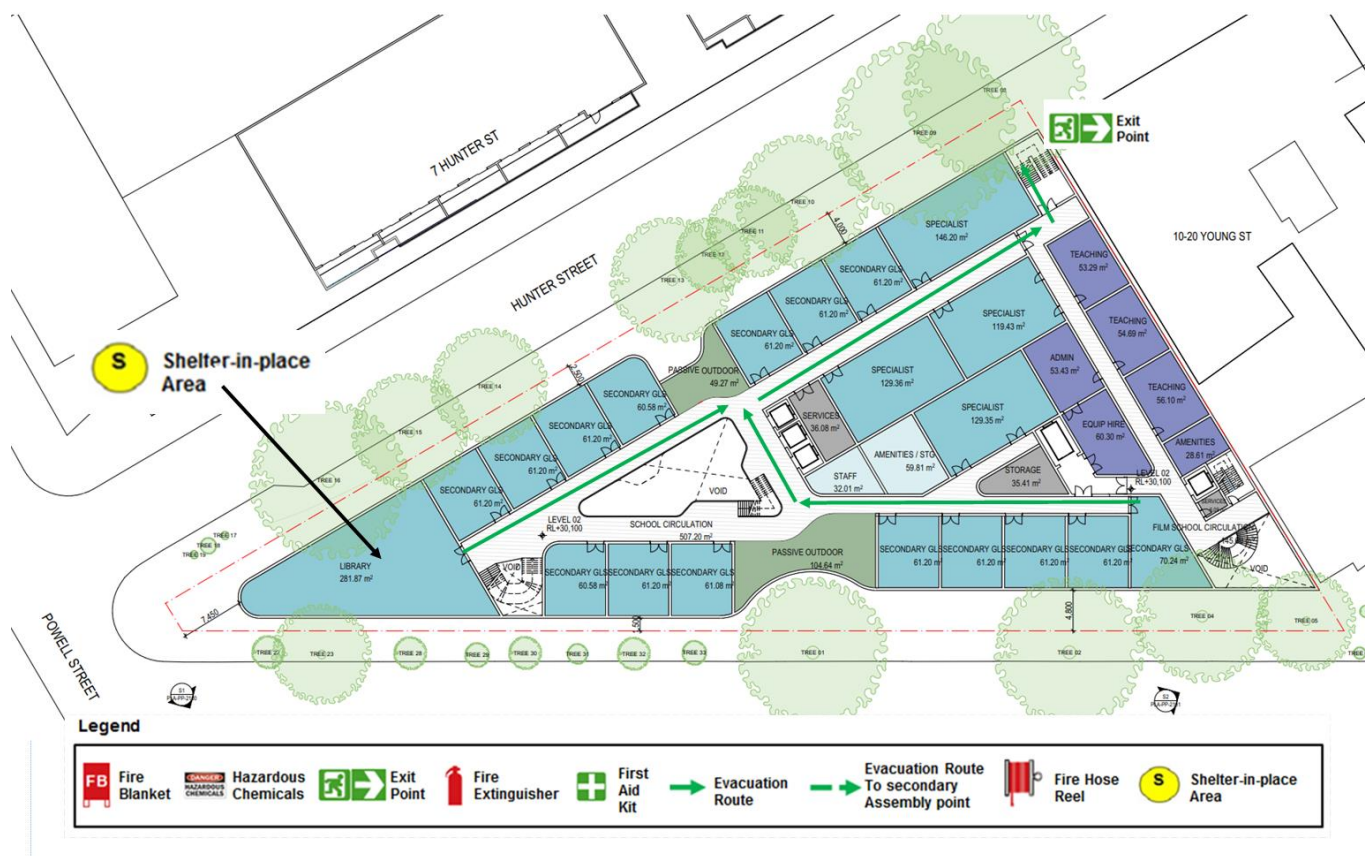 TREE 08
TREE 09
Exit
Point
7 HUNTER ST
TREE 10
TREE 11
TREE 13
4,000
SPECIALIST
146.20 m²
10-20 YOUNG ST
HUNTER STREET
SECONDARY GLS
61.20 m²
SECONDARY GLS
61.20 m²
SECONDARY GLS
61.20 m²
TEACHING
53.29 m²
SPECIALIST
119.43 m²
TEACHING
54.69 m²
S
Shelter-in-place
Area
TREE 14
2,500
PASSIVE OUTDOOR
49.27 m²
SPECIALIST
129.36 m²
ADMIN
53.43 m²
TEACHING
56.10 m²
SECONDARY GLS
60.58 m²
SERVICES
36.08 m²
SPECIALIST
129.35 m²
EQUIP HIRE
60.30 m²
AMENITIES
28.61 m²
TREE 15
SECONDARY GLS
61.20 m²
SECONDARY GLS
61.20 m²
SECONDARY GLS
61.20 m²
AMENITIES / STG
59.81 m²
STAFF
32.01 m²
STORAGE
35.41 m²
TREE 16
VOID
LEVEL 02
RL+30,100
LEVEL 02
RL+30,100
SCHOOL CIRCULATION
507.20 m²
FILM SCHOOL CIRCULATION
TREE 17
TREE 18
TREE 19
LIBRARY
281.87 m²
VOID
SECONDARY GLS
60.58 m²
SECONDARY GLS
61.20 m²
SECONDARY GLS
61.08 m²
PASSIVE OUTDOOR
104.64 m²
SECONDARY GLS
61.20 m²
SECONDARY GLS
61.20 m²
SECONDARY GLS
61.20 m²
SECONDARY GLS
61.20 m²
SECONDARY GLS
70.24 m²
VOID
7,450
4,800
POWELL STREET
TREE 23
TREE 28
TREE 29
TREE 30
TREE 31
TREE 32
TREE 33
TREE 02
TREE 04
TREE 05
S1
S2
Legend
FB
Fire
Blanket
DANGER
HAZARDOUS
CHEMICALS
Hazardous
Chemicals
Exit
Point
Fire
Extinguisher
First
Aid
Kit
Evacuation
Route
Evacuation Route
To secondary
Assembly point
Fire Hose
Reel
S
Shelter-in-place
Area